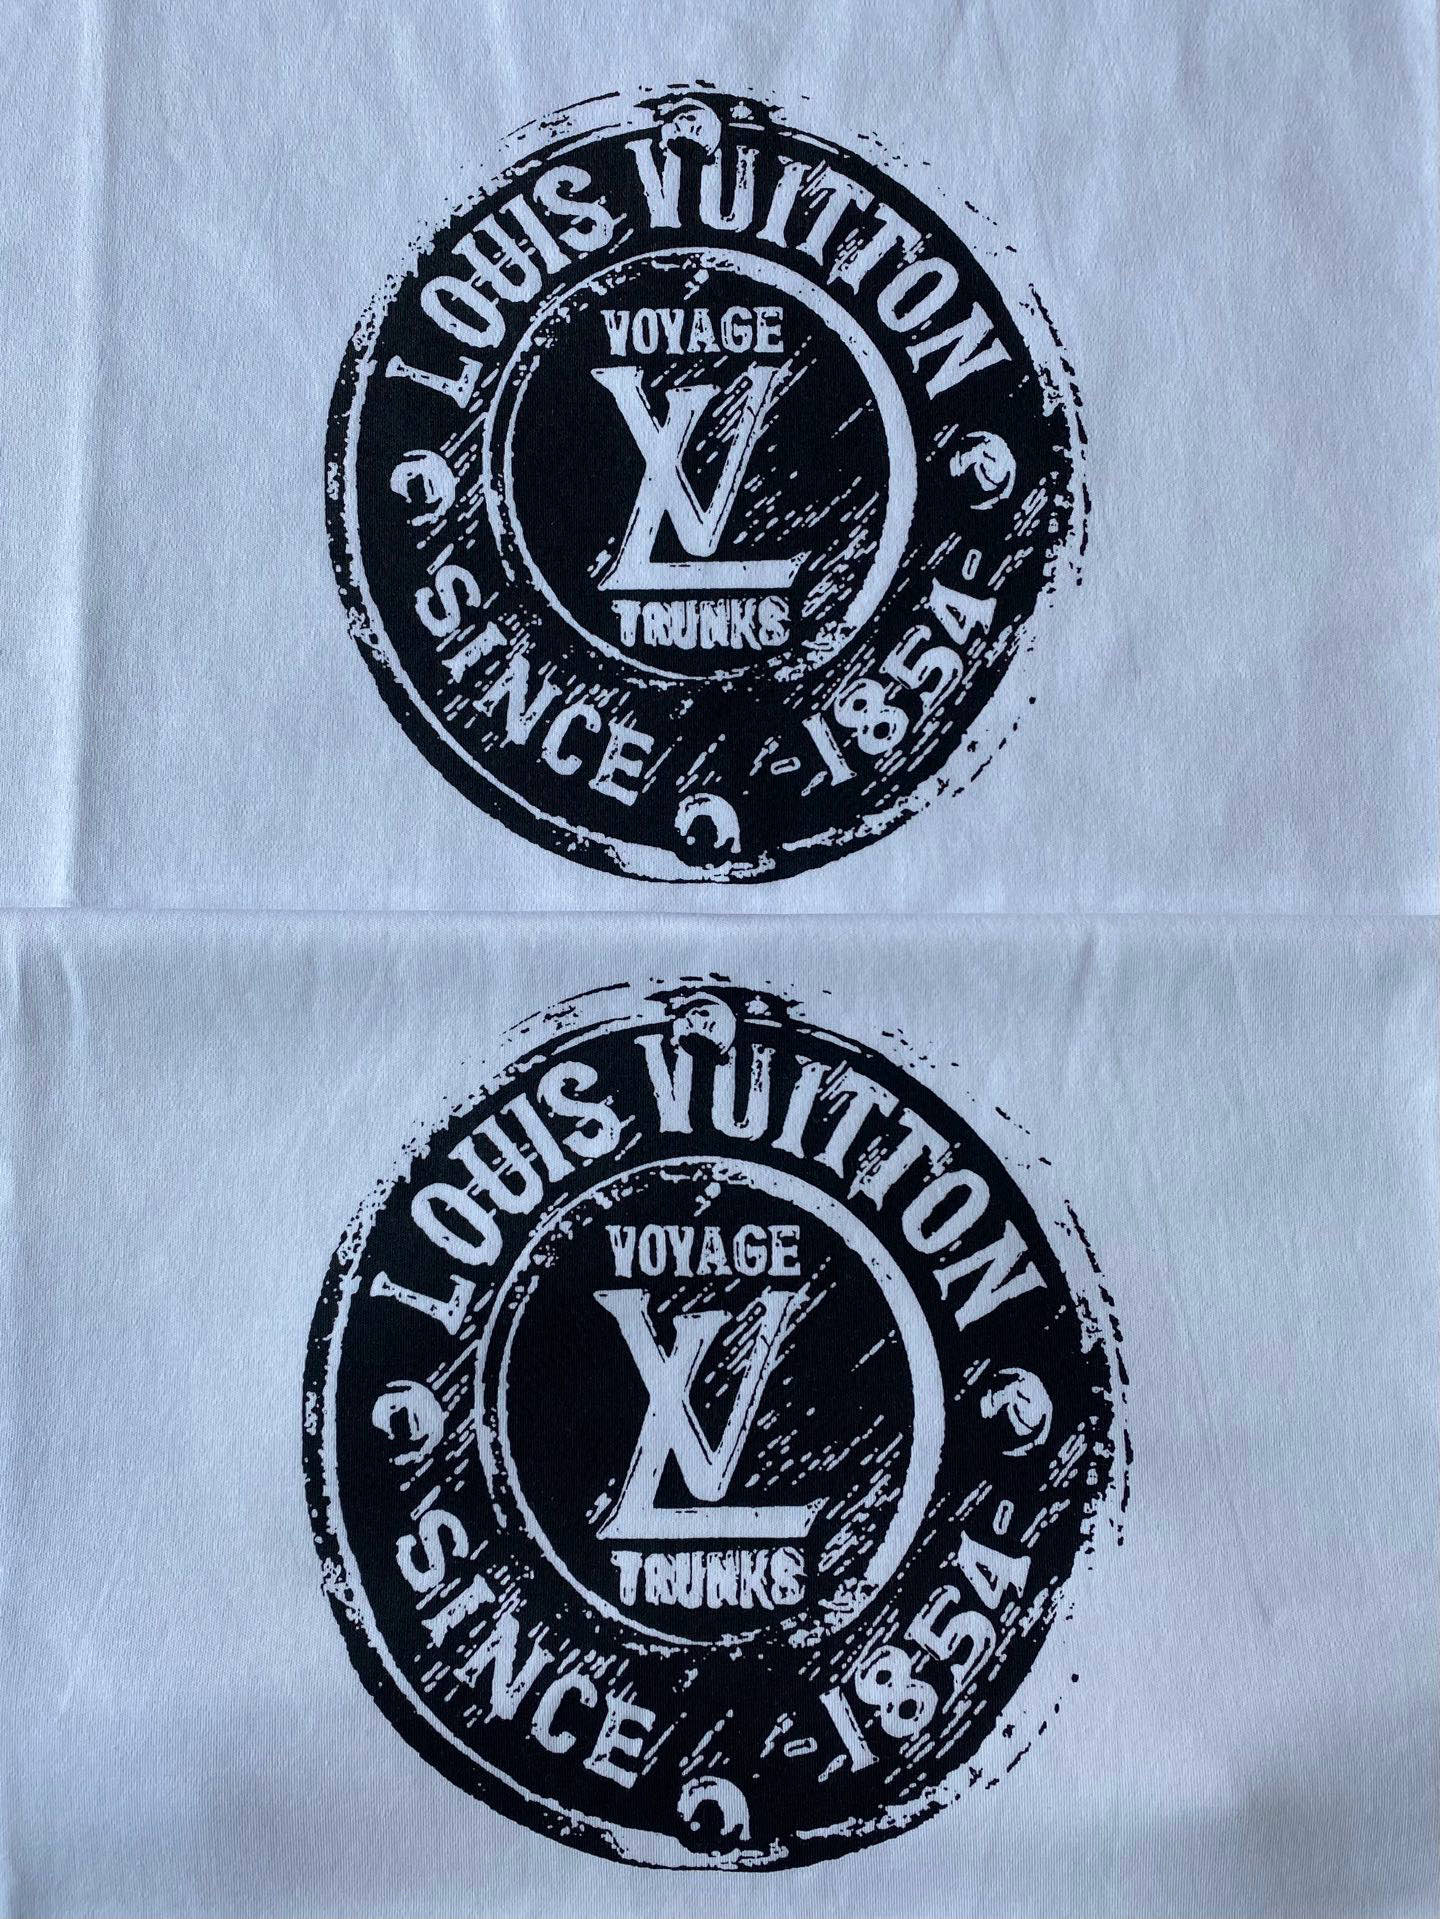 LOUIS VUITTON
VOYAGE
LV
TRUNKS
SINCE -1854-
LOUIS VUITTON
VOYAGE
LV
TRUNKS
SINCE -1854-